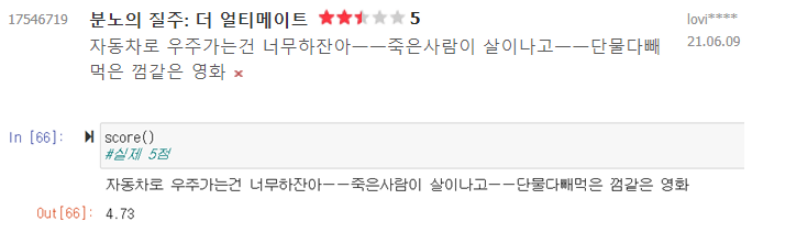 17546719 분노의 질주: 더 얼티메이트 5 lovi****
자동차로 우주가는건 너무하잖아ㅡㅡ죽은사람이 살이나고ㅡㅡ단물다빼 21.06.09
먹은 껌같은 영화
In [66]: score()
#실제 5점
자동차로 우주가는건 너무하잖아ㅡㅡ죽은사람이 살이나고ㅡㅡ단물다빼먹은 껌같은 영화
Out[66]: 4.73